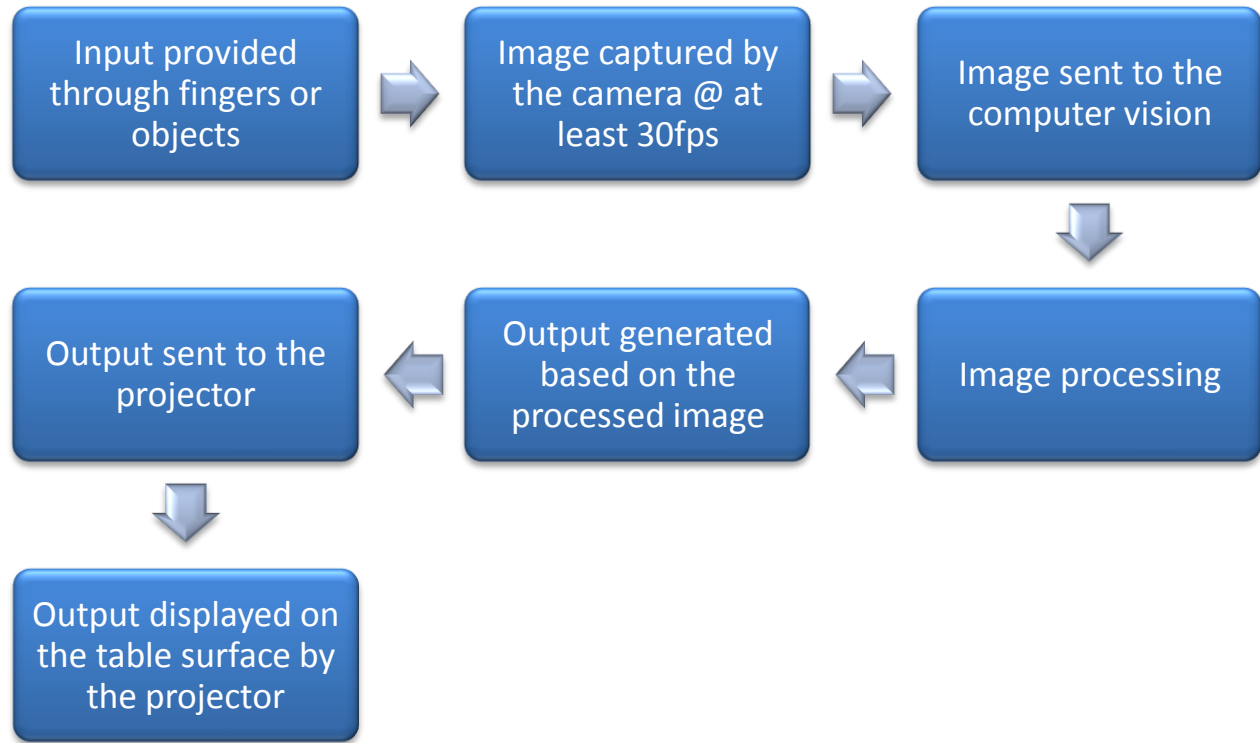 Input provided
through fingers or
objects
Image captured by
the camera @ at
least 30fps
Image sent to the
computer vision
Image processing
Output generated
based on the
processed image
Output sent to the
projector
Output displayed on
the table surface by
the projector